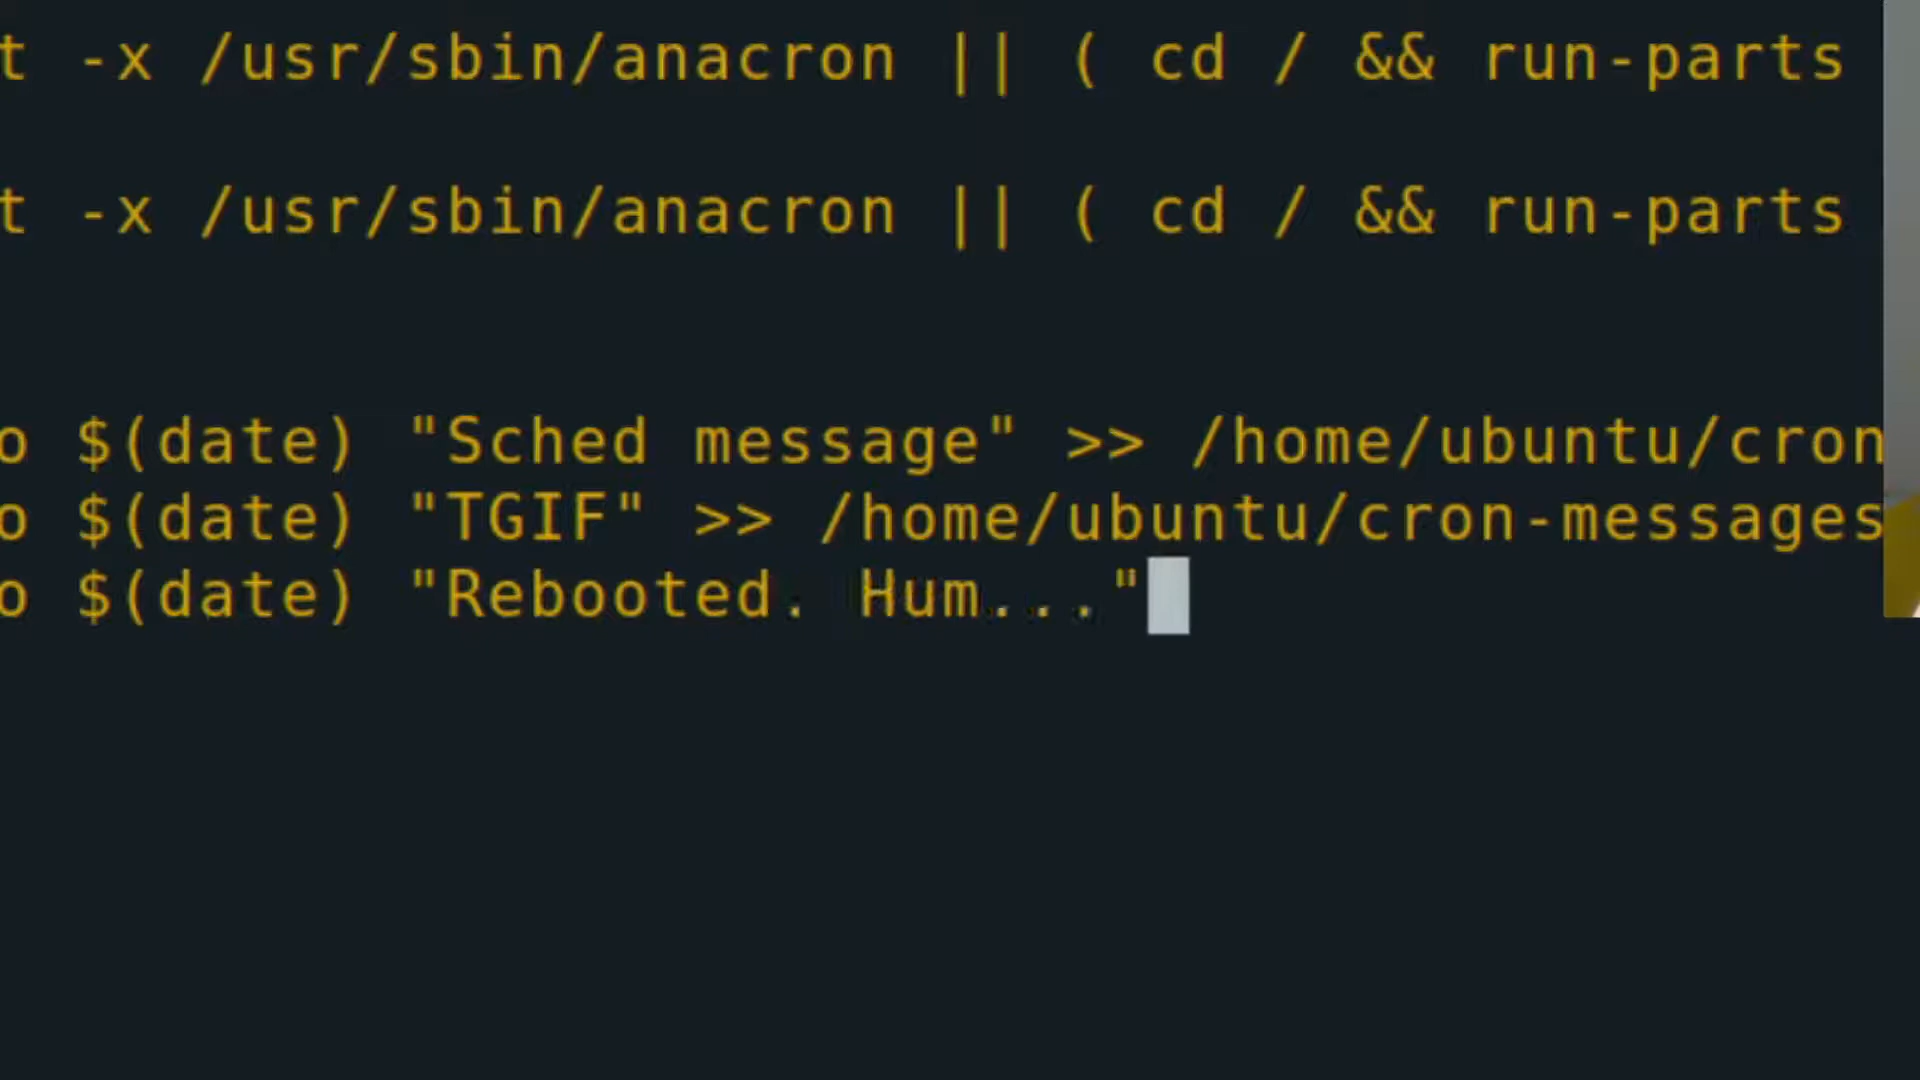 t -x /usr/sbin/anacron || ( cd / && run-parts
t -x /usr/sbin/anacron || ( cd / && run-parts
o $(date) "Sched message" >> /home/ubuntu/cron
o $(date) "TGIF" >> /home/ubuntu/cron-messages
o $(date) "Rebooted. Hum..."